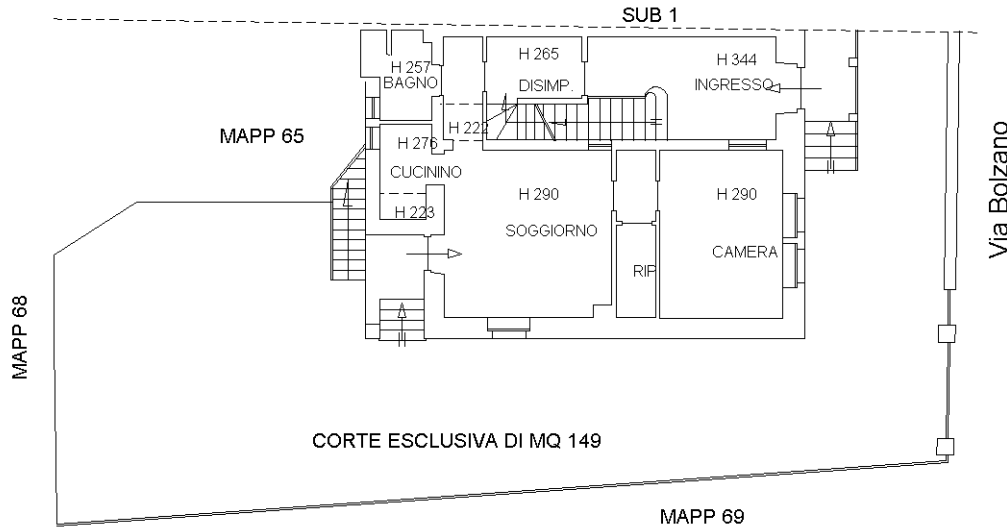 SUB 1
H 257
BAGNO
H 265
DISIMP.
H 344
INGRESSO
MAPP 65
H 222
H 276
CUCININO
H 223
H 290
SOGGIORNO
H 290
CAMERA
RIP
Via Bolzano
MAPP 68
CORTE ESCLUSIVA DI MQ 149
MAPP 69